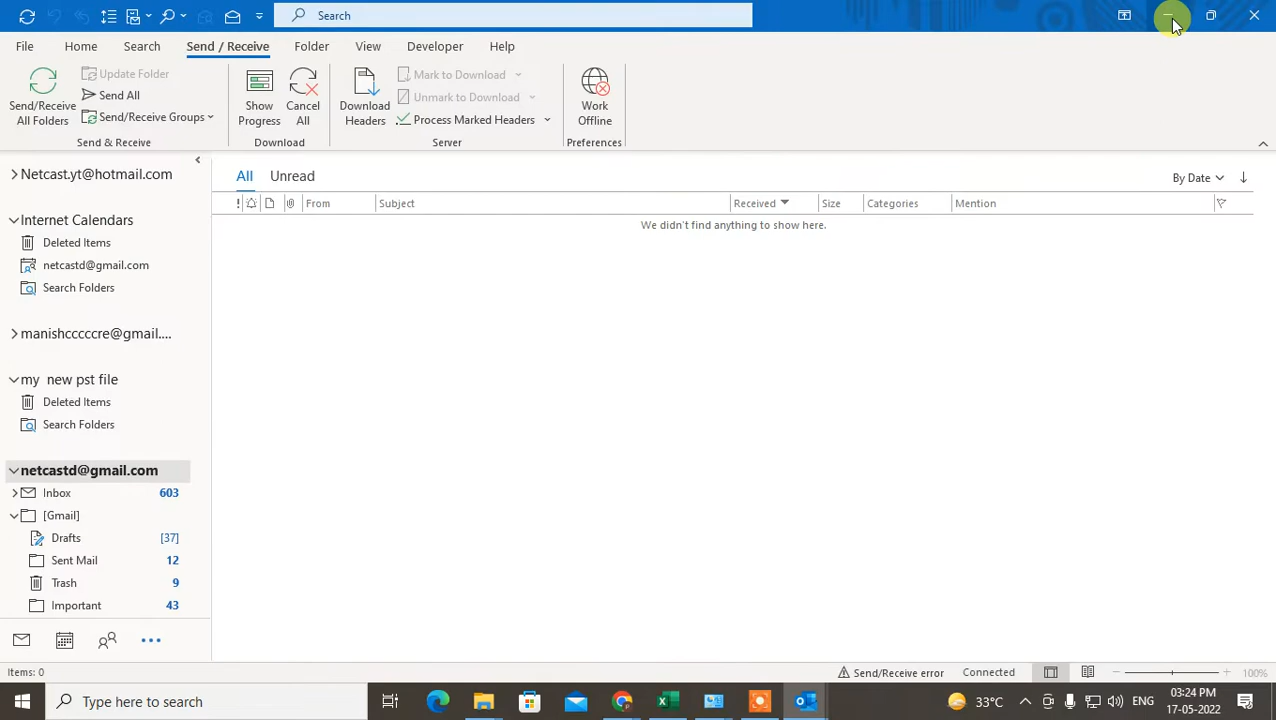 Search
File Home Search Send / Receive Folder View Developer Help
Send/Receive All Folders
Update Folder
Send All
Send/Receive Groups
Send & Receive
Show Progress
Cancel All
Download
Download Headers
Mark to Download
Unmark to Download
Process Marked Headers
Server
Work Offline
Preferences
Netcast.yt@hotmail.com
Internet Calendars
Deleted Items
netcastd@gmail.com
Search Folders
manishcccccre@gmail....
my new pst file
Deleted Items
Search Folders
netcastd@gmail.com
Inbox 603
[Gmail]
Drafts [37]
Sent Mail 12
Trash 9
Important 43
All Unread
By Date
! From Subject Received Size Categories Mention
We didn't find anything to show here.
Items: 0
Send/Receive error Connected 100%
Type here to search
33°C
ENG
03:24 PM
17-05-2022